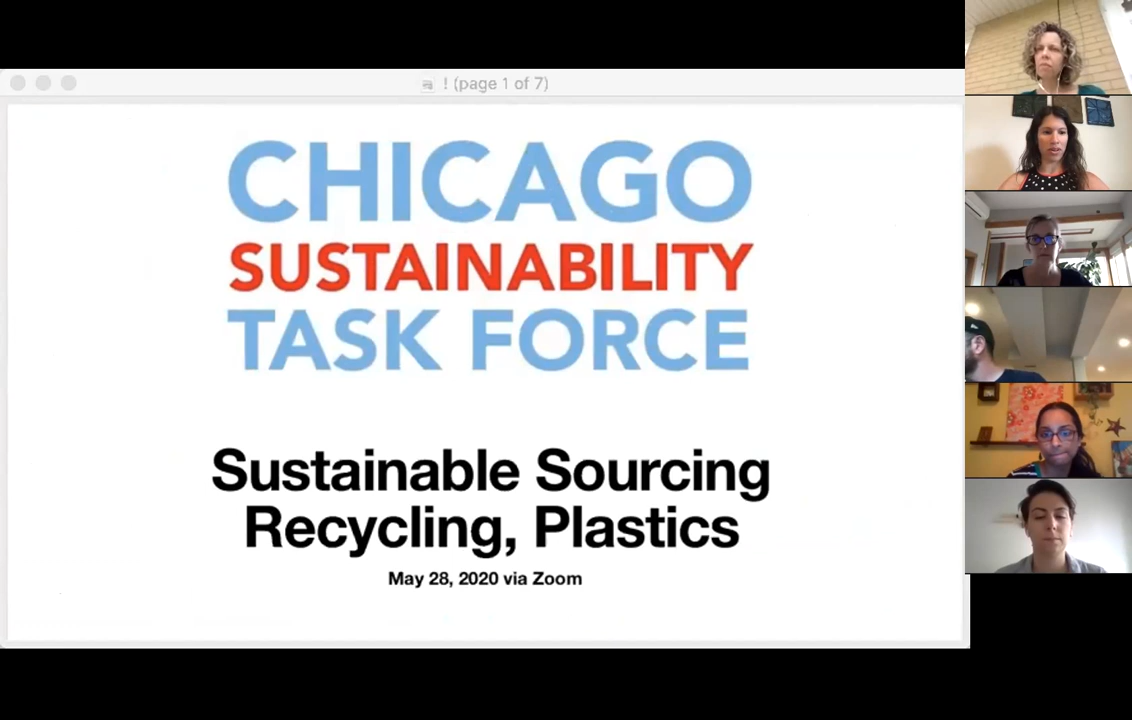 ! (page 1 of 7)
CHICAGO
SUSTAINABILITY
TASK FORCE
Sustainable Sourcing
Recycling, Plastics
May 28, 2020 via Zoom